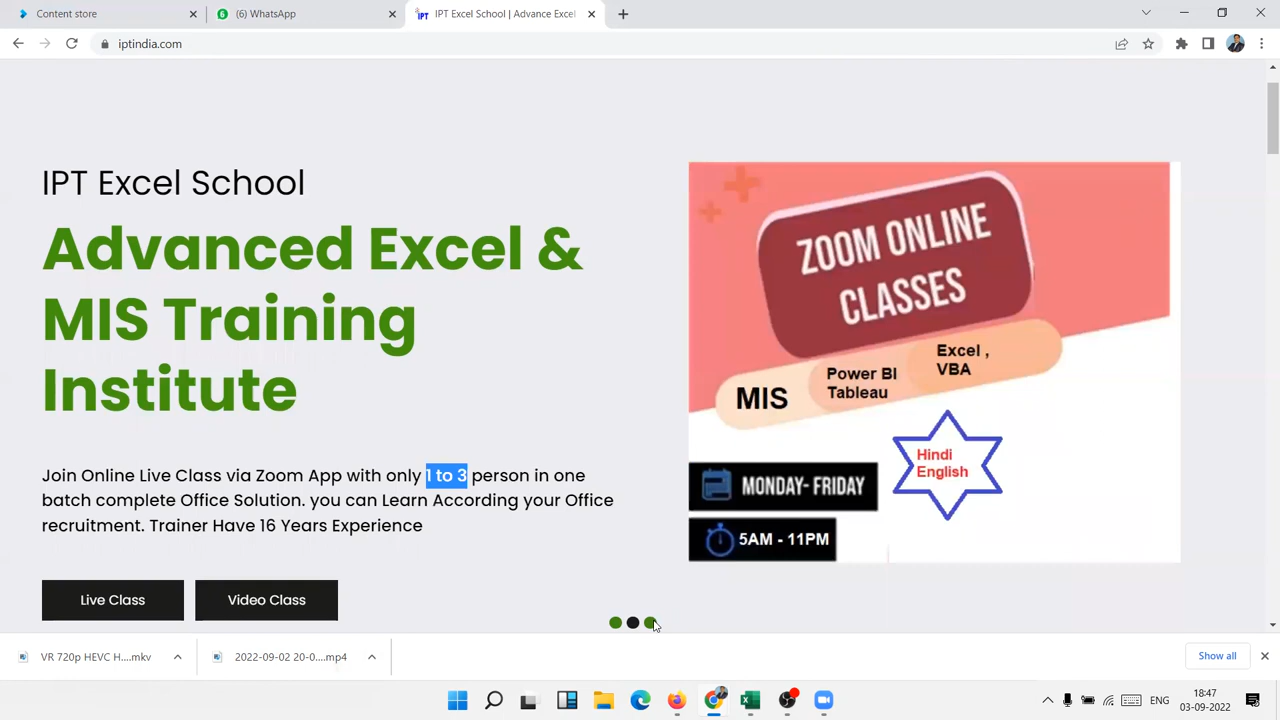 Content store
(6) WhatsApp
IPT Excel School | Advance Excel
iptindia.com
IPT Excel School
Advanced Excel &
MIS Training
Institute
Join Online Live Class via Zoom App with only 1 to 3 person in one
batch complete Office Solution. you can Learn According your Office
recruitment. Trainer Have 16 Years Experience
Live Class
Video Class
ZOOM ONLINE
CLASSES
Excel ,
VBA
Power BI
Tableau
MIS
Hindi
English
MONDAY- FRIDAY
5AM - 11PM
VR 720p HEVC H....mkv
2022-09-02 20-0....mp4
Show all
ENG
18:47
03-09-2022